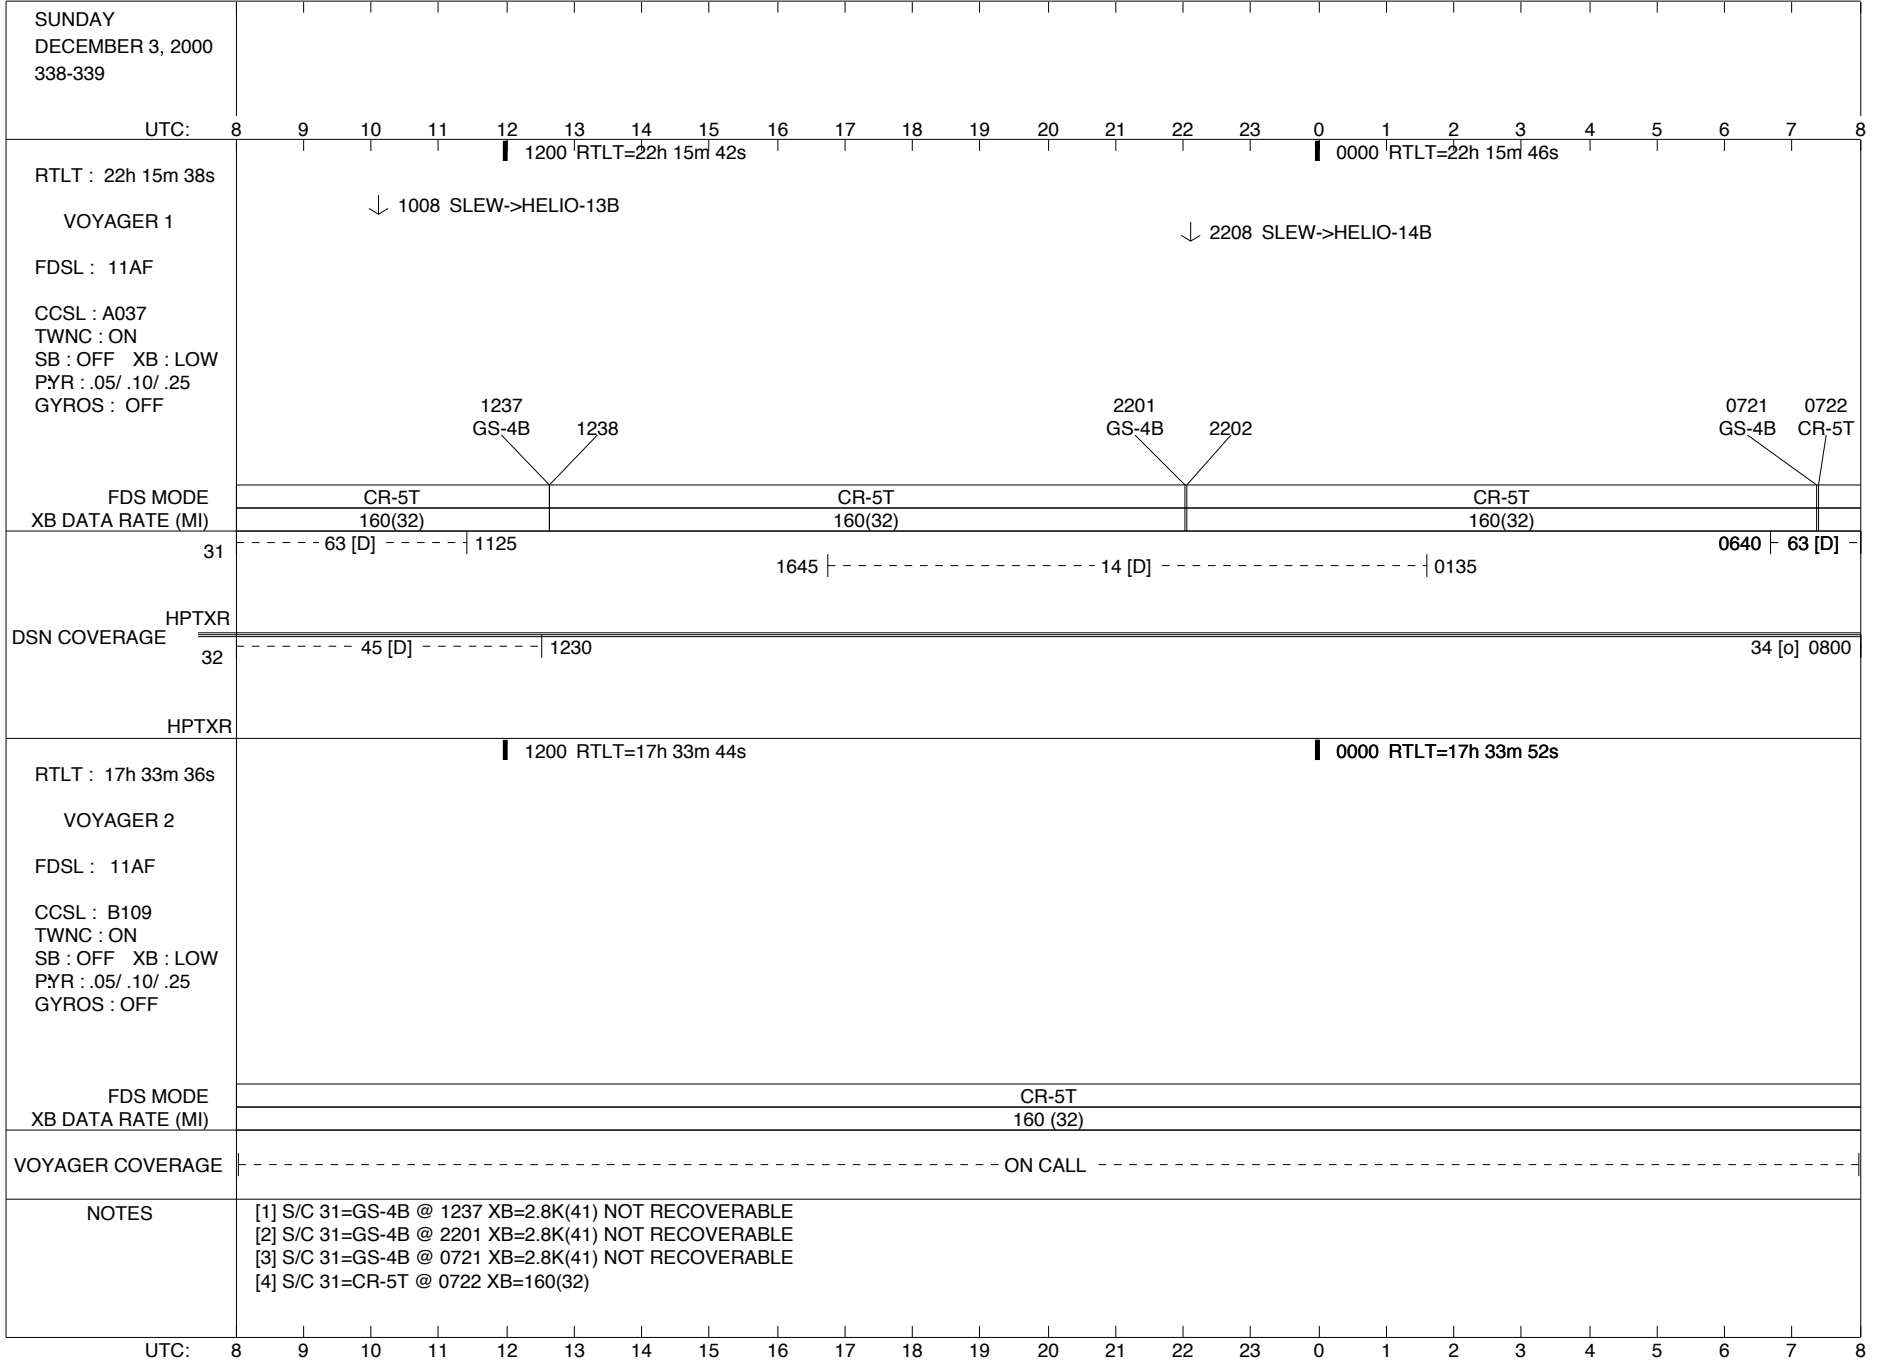 SUNDAY
DECEMBER 3, 2000
338-339
UTC: 8 9 10 11 12 13 14 15 16 17 18 19 20 21 22 23 0 1 2 3 4 5 6 7 8
1200 RTLT=22h 15m 42s 0000 RTLT=22h 15m 46s
RTLT : 22h 15m 38s
1008 SLEW->HELIO-13B
VOYAGER 1
2208 SLEW->HELIO-14B
FDSL : 11AF
CCSL : A037
TWNC : ON
SB : OFF XB : LOW
P:YR : .05/ .10/ .25
GYROS : OFF
1237 2201 0721 0722
GS-4B 1238 GS-4B 2202 GS-4B CR-5T
FDS MODE CR-5T CR-5T CR-5T
XB DATA RATE (MI) 160(32) 160(32) 160(32)
31 63 [D] 1125 0640 63 [D]
1645 14 [D] 0135
HPTXR
DSN COVERAGE
32 45 [D] 1230 34 [o] 0800
HPTXR
1200 RTLT=17h 33m 44s 0000 RTLT=17h 33m 52s
RTLT : 17h 33m 36s
VOYAGER 2
FDSL : 11AF
CCSL : B109
TWNC : ON
SB : OFF XB : LOW
P:YR : .05/ .10/ .25
GYROS : OFF
FDS MODE CR-5T
XB DATA RATE (MI) 160 (32)
VOYAGER COVERAGE ON CALL
NOTES
[1] S/C 31=GS-4B @ 1237 XB=2.8K(41) NOT RECOVERABLE
[2] S/C 31=GS-4B @ 2201 XB=2.8K(41) NOT RECOVERABLE
[3] S/C 31=GS-4B @ 0721 XB=2.8K(41) NOT RECOVERABLE
[4] S/C 31=CR-5T @ 0722 XB=160(32)
UTC: 8 9 10 11 12 13 14 15 16 17 18 19 20 21 22 23 0 1 2 3 4 5 6 7 8